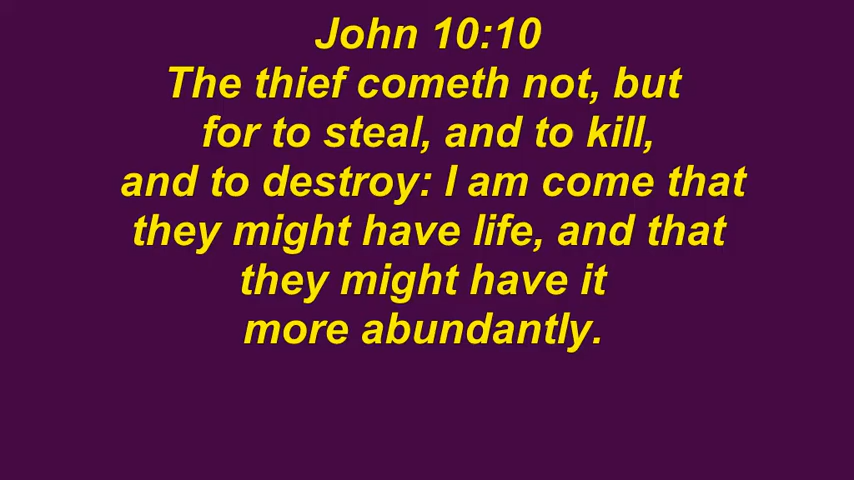 John 10:10
The thief cometh not, but
for to steal, and to kill,
and to destroy: I am come that
they might have life, and that
they might have it
more abundantly.